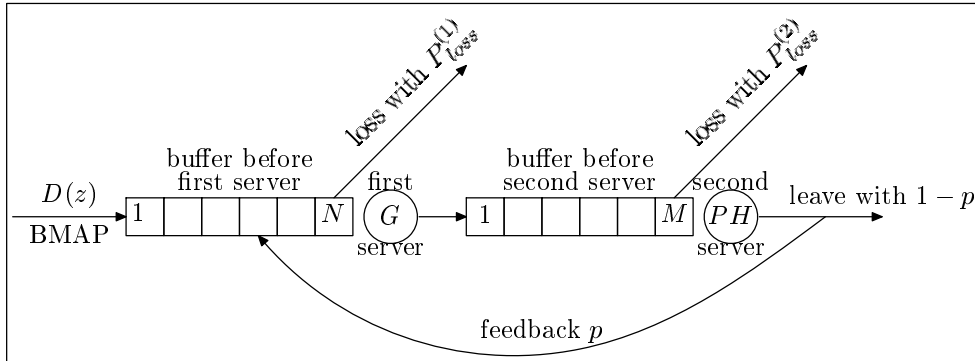 loss with P_{loss}^{(1)}
loss with P_{loss}^{(2)}
buffer before
first server
first
buffer before
second server
second
D(z)
1
N
G
1
M
PH
leave with 1 − p
BMAP
server
server
feedback p